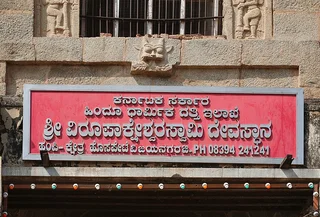 ಕರ್ನಾಟಕ ಸರ್ಕಾರ
ಹಿಂದೂ ಧಾರ್ಮಿಕ ದತ್ತಿ ಇಲಾಖೆ
ಶ್ರೀ ವಿರೂಪಾಕ್ಷೇಶ್ವರಸ್ವಾಮಿ ದೇವಸ್ಥಾನ
ಹಂಪಿ- ಕ್ಷೇತ್ರ ಹೊಸಪೇಟೆ ವಿಜಯನಗರ ಜಿ- PH 08394 241241